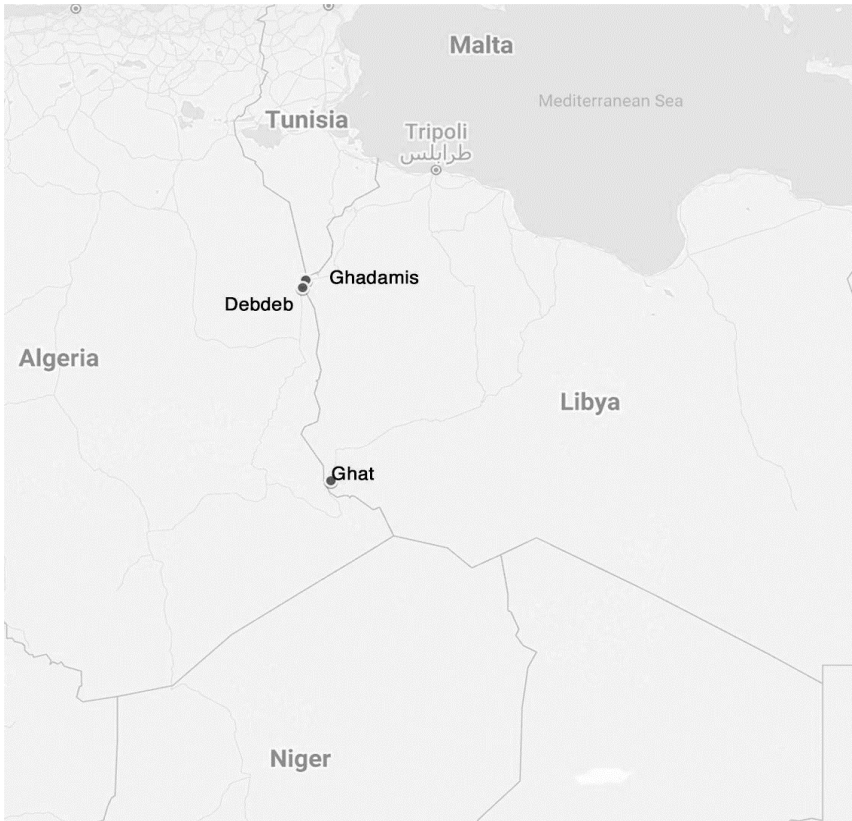 Malta
Mediterranean Sea
Tunisia
Tripoli
طرابلس
Ghadamis
Debdeb
Algeria
Libya
Ghat
Niger